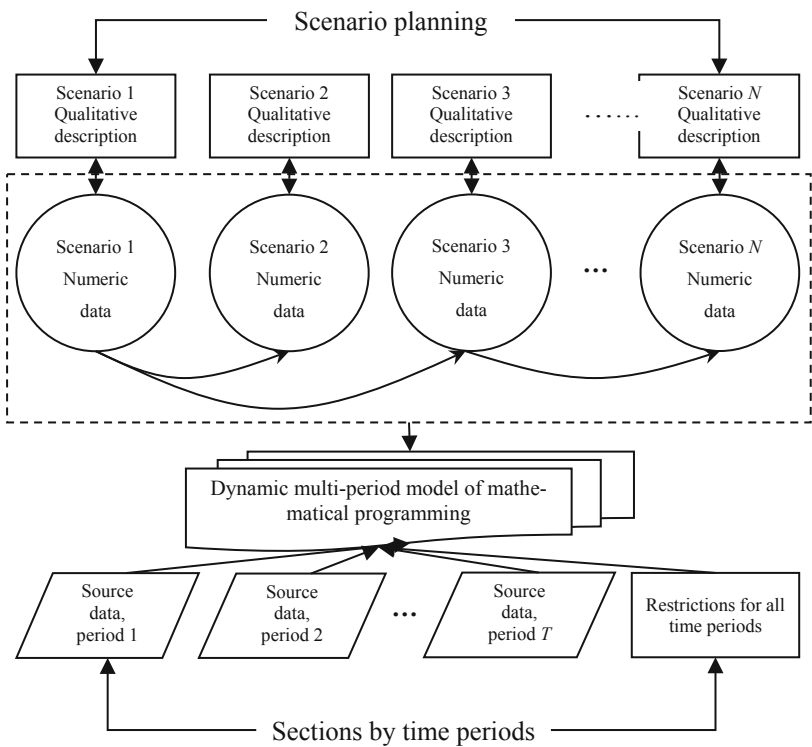 Scenario planning
Scenario 1
Qualitative
description
Scenario 2
Qualitative
description
Scenario 3
Qualitative
description
......
Scenario N
Qualitative
description
Scenario 1
Numeric
data
Scenario 2
Numeric
data
Scenario 3
Numeric
data
...
Scenario N
Numeric
data
Dynamic multi-period model of mathe-
matical programming
Source
data,
period 1
Source
data,
period 2
...
Source
data,
period T
Restrictions for all
time periods
Sections by time periods